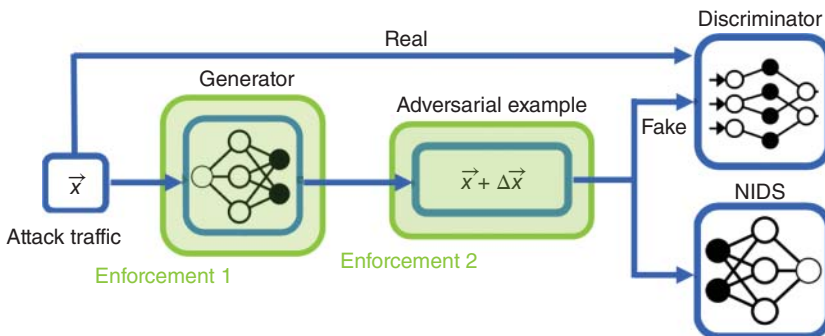 Discriminator
Real
Generator
Adversarial example
Fake
x⃗
x⃗ + Δx⃗
NIDS
Attack traffic
Enforcement 1
Enforcement 2